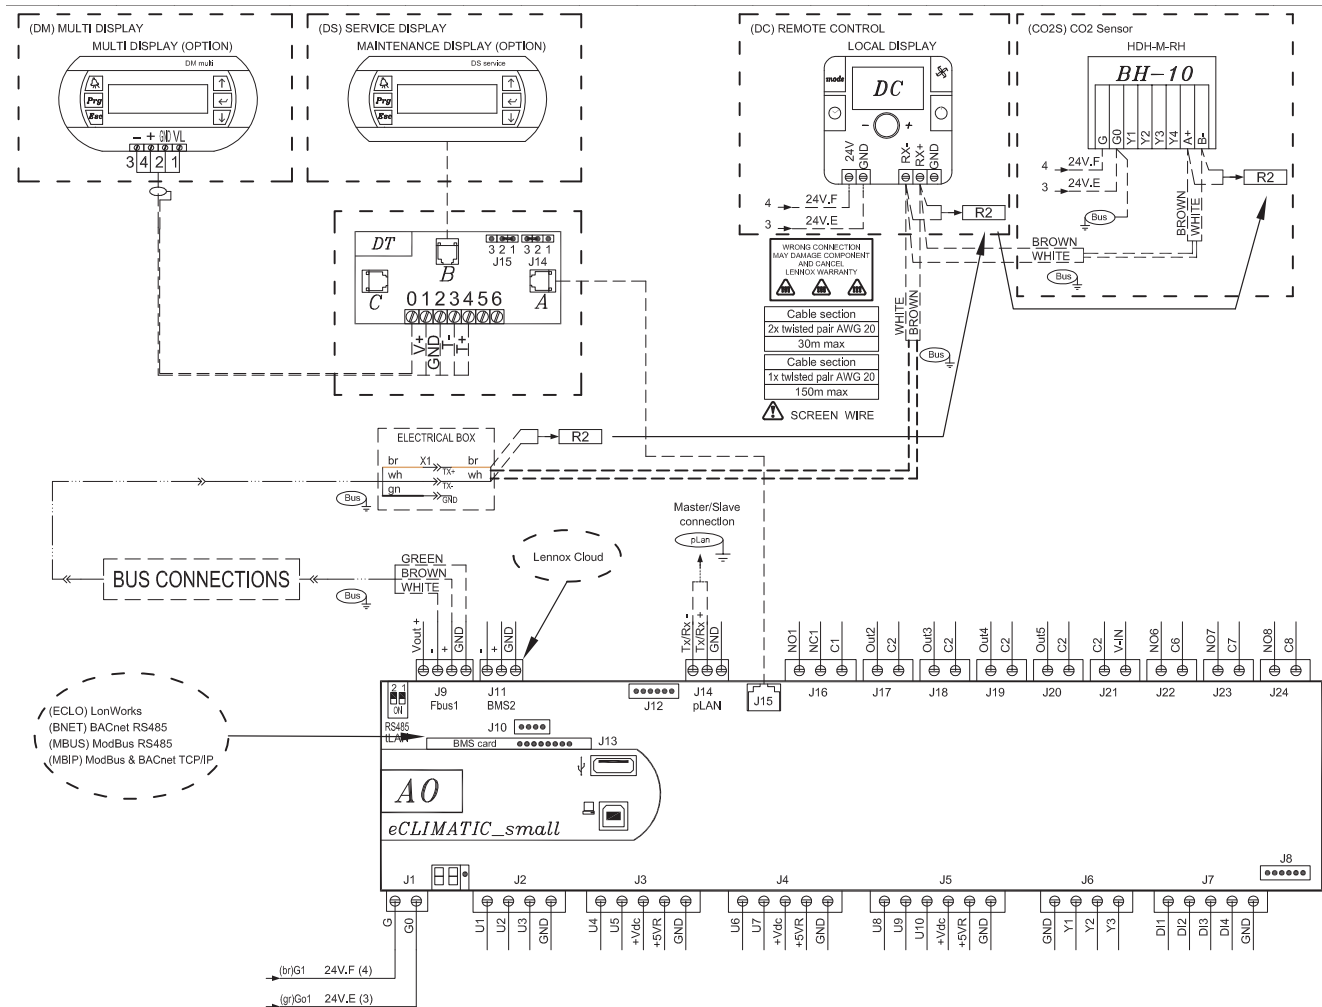 (DM) MULTI DISPLAY
MULTI DISPLAY (OPTION)
DM multi
Prg
Esc
- + GND VL
3 4 2 1
(DS) SERVICE DISPLAY
MAINTENANCE DISPLAY (OPTION)
DS service
Prg
Esc
(DC) REMOTE CONTROL
LOCAL DISPLAY
mode
DC
- +
24V
GND
RX-
RX+
GND
4 24V.F
3 24V.E
R2
(CO2S) CO2 Sensor
HDH-M-RH
BH-10
G
G0
Y1
Y2
Y3
Y4
A+
B-
4 24V.F
3 24V.E
R2
Bus
BROWN
WHITE
BROWN
WHITE
Bus
DT
3 2 1
J15
3 2 1
J14
B
C
A
0 1 2 3 4 5 6
V+
GND
T-
T+
WRONG CONNECTION
MAY DAMAGE COMPONENT
AND CANCEL
LENNOX WARRANTY
Cable section
2x twisted pair AWG 20
30m max
Cable section
1x twisted pair AWG 20
150m max
SCREEN WIRE
WHITE
BROWN
Bus
ELECTRICAL BOX
br X1 br
TX+
wh wh
TX-
gn
GND
R2
Bus
BUS CONNECTIONS
Bus
GREEN
BROWN
WHITE
Lennox Cloud
Master/Slave
connection
pLan
Vout +
-
+
GND
-
+
GND
Tx/Rx -
Tx/Rx +
GND
NO1
NC1
C1
Out2
C2
Out3
C2
Out4
C2
Out5
C2
C2
V-IN
NO6
C6
NO7
C7
NO8
C8
2 1
ON
RS485
tLAN
J9
Fbus1
J11
BMS2
J12
J14
pLAN
J15
J16
J17
J18
J19
J20
J21
J22
J23
J24
J10
BMS card
J13
(ECLO) LonWorks
(BNET) BACnet RS485
(MBUS) ModBus RS485
(MBIP) ModBus & BACnet TCP/IP
A0
eCLIMATIC_small
J1
J2
J3
J4
J5
J6
J7
J8
G
G0
U1
U2
U3
GND
U4
U5
+Vdc
+5VR
GND
U6
U7
+Vdc
+5VR
GND
U8
U9
U10
+Vdc
+5VR
GND
GND
Y1
Y2
Y3
DI1
DI2
DI3
DI4
GND
(br)G1 24V.F (4)
(gr)Go1 24V.E (3)